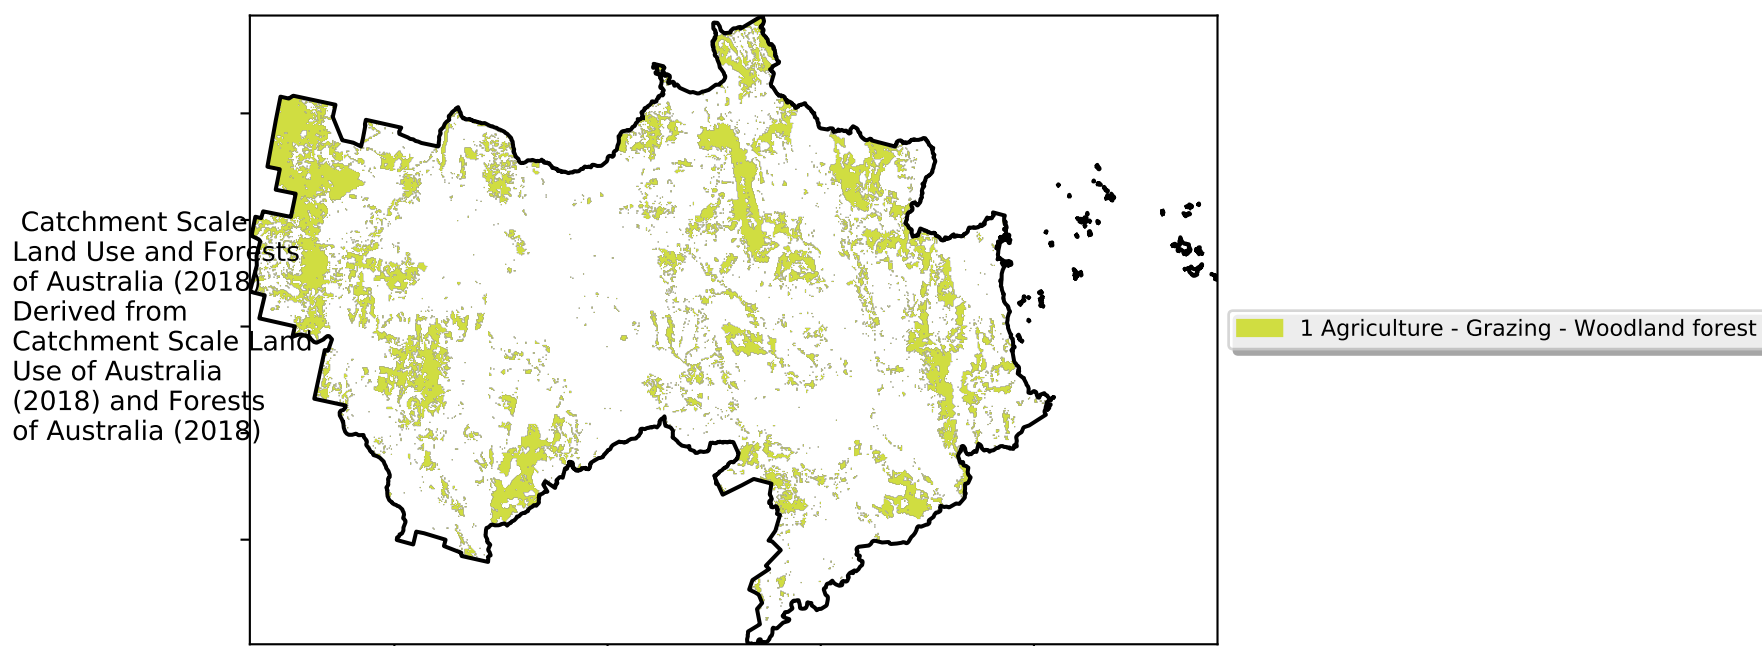 Catchment Scale
Land Use and Forests
of Australia (2018)
Derived from
Catchment Scale Land
Use of Australia
(2018) and Forests
of Australia (2018)
1 Agriculture - Grazing - Woodland forest